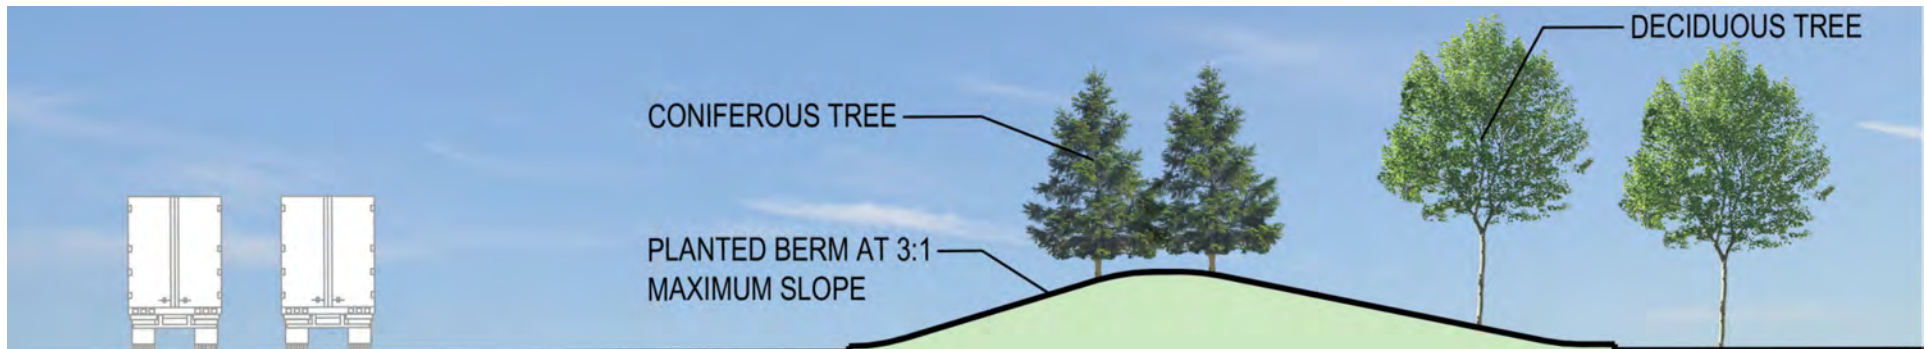 DECIDUOUS TREE
CONIFEROUS TREE
PLANTED BERM AT 3:1
MAXIMUM SLOPE